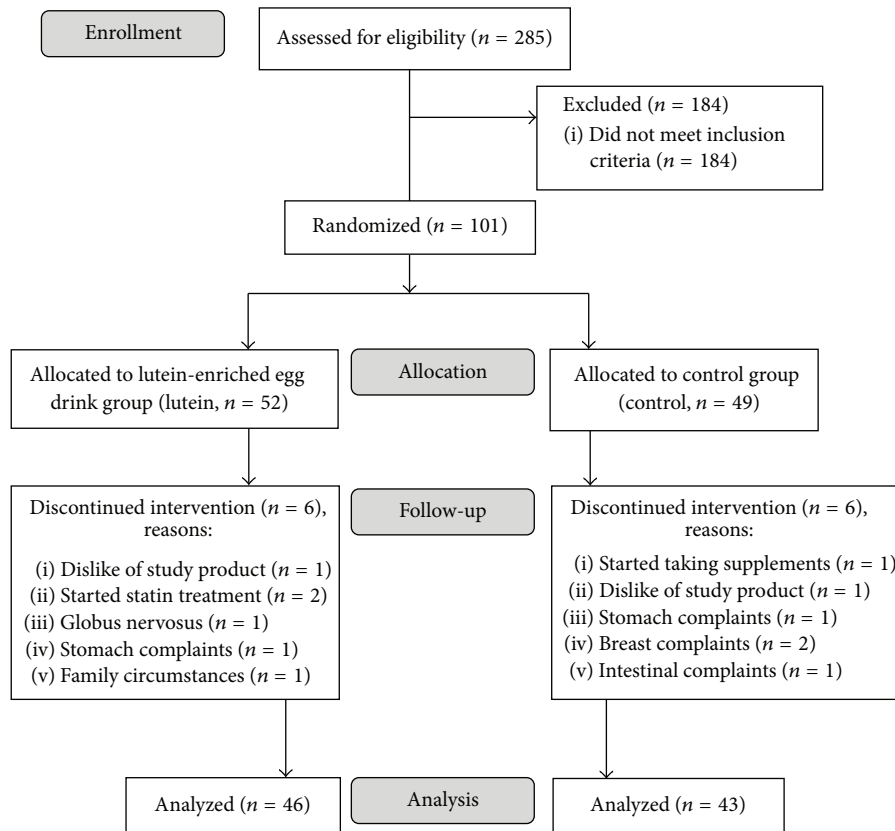 Enrollment
Assessed for eligibility (n = 285)
Excluded (n = 184)
(i) Did not meet inclusion
criteria (n = 184)
Randomized (n = 101)
Allocated to lutein-enriched egg
drink group (lutein, n = 52)
Allocation
Allocated to control group
(control, n = 49)
Discontinued intervention (n = 6),
reasons:
(i) Dislike of study product (n = 1)
(ii) Started statin treatment (n = 2)
(iii) Globus nervosus (n = 1)
(iv) Stomach complaints (n = 1)
(v) Family circumstances (n = 1)
Follow-up
Discontinued intervention (n = 6),
reasons:
(i) Started taking supplements (n = 1)
(ii) Dislike of study product (n = 1)
(iii) Stomach complaints (n = 1)
(iv) Breast complaints (n = 2)
(v) Intestinal complaints (n = 1)
Analyzed (n = 46)
Analysis
Analyzed (n = 43)